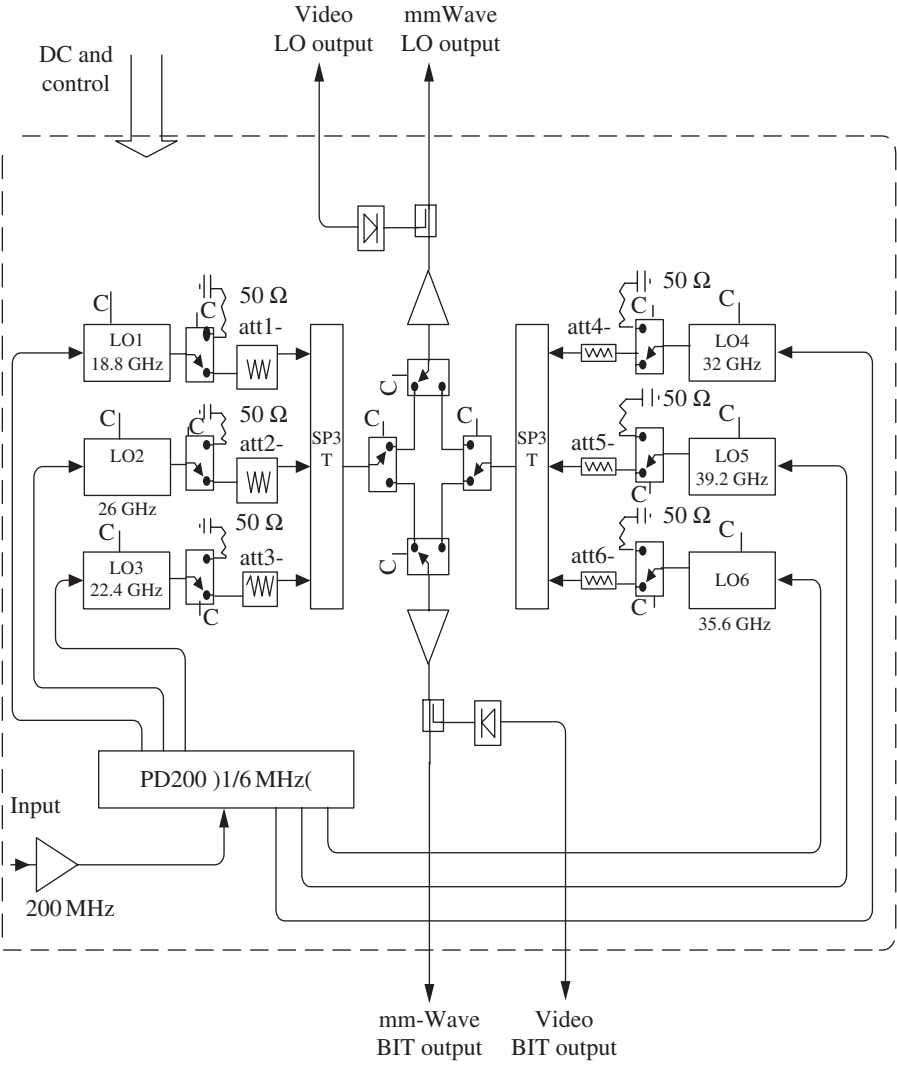 Video
LO output
mmWave
LO output
DC and
control
C
LO1
18.8 GHz
C
50 Ω
att1-
C
LO2
26 GHz
C
50 Ω
att2-
C
LO3
22.4 GHz
C
50 Ω
att3-
SP3
T
C
C
C
C
SP3
T
50 Ω
C
att4-
C
LO4
32 GHz
50 Ω
att5-
C
C
LO5
39.2 GHz
50 Ω
att6-
C
C
LO6
35.6 GHz
PD200 )1/6 MHz(
Input
200 MHz
mm-Wave
BIT output
Video
BIT output